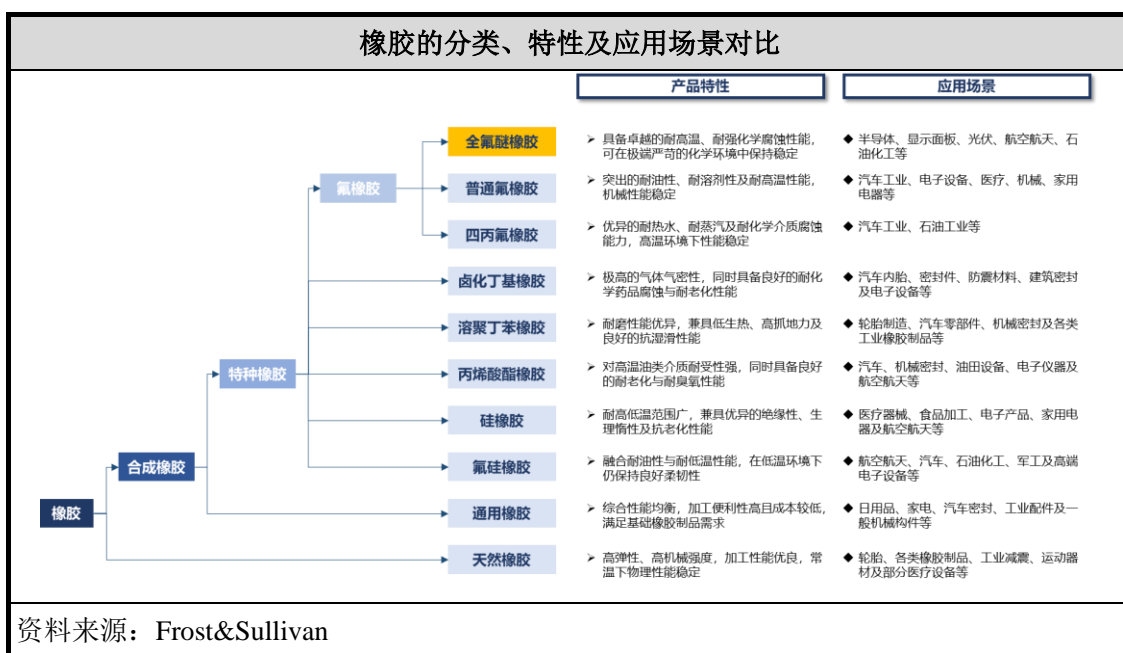 橡胶的分类、特性及应用场景对比
产品特性
应用场景
全氟醚橡胶
➢ 具备卓越的耐高温、耐强化学腐蚀性能，
可在极端严苛的化学环境中保持稳定
◆ 半导体、显示面板、光伏、航空航天、石
油化工等
氟橡胶
普通氟橡胶
➢ 突出的耐油性、耐溶剂性及耐高温性能，
机械性能稳定
◆ 汽车工业、电子设备、医疗、机械、家用
电器等
四丙氟橡胶
➢ 优异的耐热水、耐蒸汽及耐化学介质腐蚀
能力，高温环境下性能稳定
◆ 汽车工业、石油工业等
卤化丁基橡胶
➢ 极高的气体气密性，同时具备良好的耐化
学药品腐蚀与耐老化性能
◆ 汽车内胎、密封件、防震材料、建筑密封
及电子设备等
溶聚丁苯橡胶
➢ 耐磨性能优异，兼具低生热、高抓地力及
良好的抗湿滑性能
◆ 轮胎制造、汽车零部件、机械密封及各类
工业橡胶制品等
特种橡胶
丙烯酸酯橡胶
➢ 对高温油类介质耐受性强，同时具备良好
的耐老化与耐臭氧性能
◆ 汽车、机械密封、油田设备、电子仪器及
航空航天等
硅橡胶
➢ 耐高低温范围广，兼具优异的绝缘性、生
理惰性及抗老化性能
◆ 医疗器械、食品加工、电子产品、家用电
器及航空航天等
合成橡胶
氟硅橡胶
➢ 融合耐油性与耐低温性能，在低温环境下
仍保持良好柔韧性
◆ 航空航天、汽车、石油化工、军工及高端
电子设备等
橡胶
通用橡胶
➢ 综合性能均衡，加工便利性高且成本较低，
满足基础橡胶制品需求
◆ 日用品、家电、汽车密封、工业配件及一
般机械构件等
天然橡胶
➢ 高弹性、高机械强度，加工性能优良，常
温下物理性能稳定
◆ 轮胎、各类橡胶制品、工业减震、运动器
材及部分医疗设备等
资料来源：Frost&Sullivan